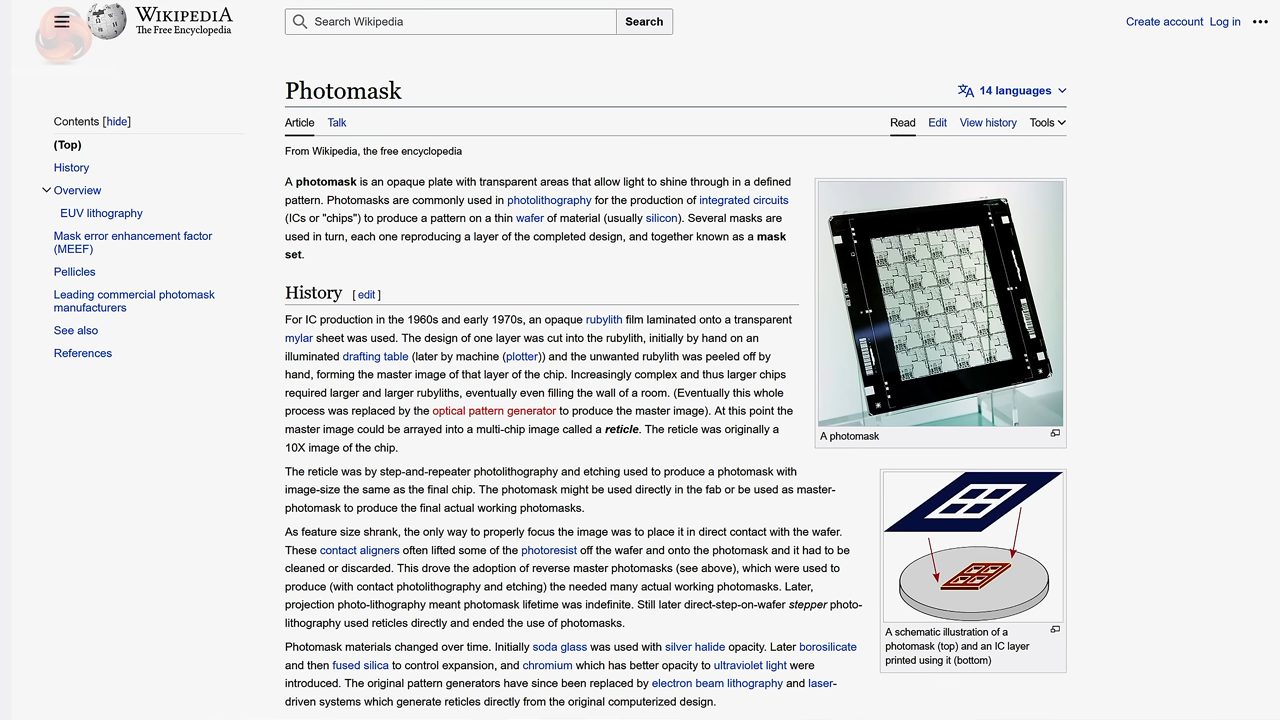 WIKIPEDIA
The Free Encyclopedia
Search Wikipedia
Search
Create account Log in
Photomask
14 languages
Article Talk
Read Edit View history Tools
From Wikipedia, the free encyclopedia
Contents [hide]
(Top)
History
Overview
EUV lithography
Mask error enhancement factor
(MEEF)
Pellicles
Leading commercial photomask
manufacturers
See also
References
A photomask is an opaque plate with transparent areas that allow light to shine through in a defined
pattern. Photomasks are commonly used in photolithography for the production of integrated circuits
(ICs or "chips") to produce a pattern on a thin wafer of material (usually silicon). Several masks are
used in turn, each one reproducing a layer of the completed design, and together known as a mask
set.
History [ edit ]
For IC production in the 1960s and early 1970s, an opaque rubylith film laminated onto a transparent
mylar sheet was used. The design of one layer was cut into the rubylith, initially by hand on an
illuminated drafting table (later by machine (plotter)) and the unwanted rubylith was peeled off by
hand, forming the master image of that layer of the chip. Increasingly complex and thus larger chips
required larger and larger rubyliths, eventually even filling the wall of a room. (Eventually this whole
process was replaced by the optical pattern generator to produce the master image). At this point the
master image could be arrayed into a multi-chip image called a reticle. The reticle was originally a
10X image of the chip.
The reticle was by step-and-repeater photolithography and etching used to produce a photomask with
image-size the same as the final chip. The photomask might be used directly in the fab or be used as master-
photomask to produce the final actual working photomasks.
As feature size shrank, the only way to properly focus the image was to place it in direct contact with the wafer.
These contact aligners often lifted some of the photoresist off the wafer and onto the photomask and it had to be
cleaned or discarded. This drove the adoption of reverse master photomasks (see above), which were used to
produce (with contact photolithography and etching) the needed many actual working photomasks. Later,
projection photo-lithography meant photomask lifetime was indefinite. Still later direct-step-on-wafer stepper photo-
lithography used reticles directly and ended the use of photomasks.
Photomask materials changed over time. Initially soda glass was used with silver halide opacity. Later borosilicate
and then fused silica to control expansion, and chromium which has better opacity to ultraviolet light were
introduced. The original pattern generators have since been replaced by electron beam lithography and laser-
driven systems which generate reticles directly from the original computerized design.
A photomask
A schematic illustration of a
photomask (top) and an IC layer
printed using it (bottom)